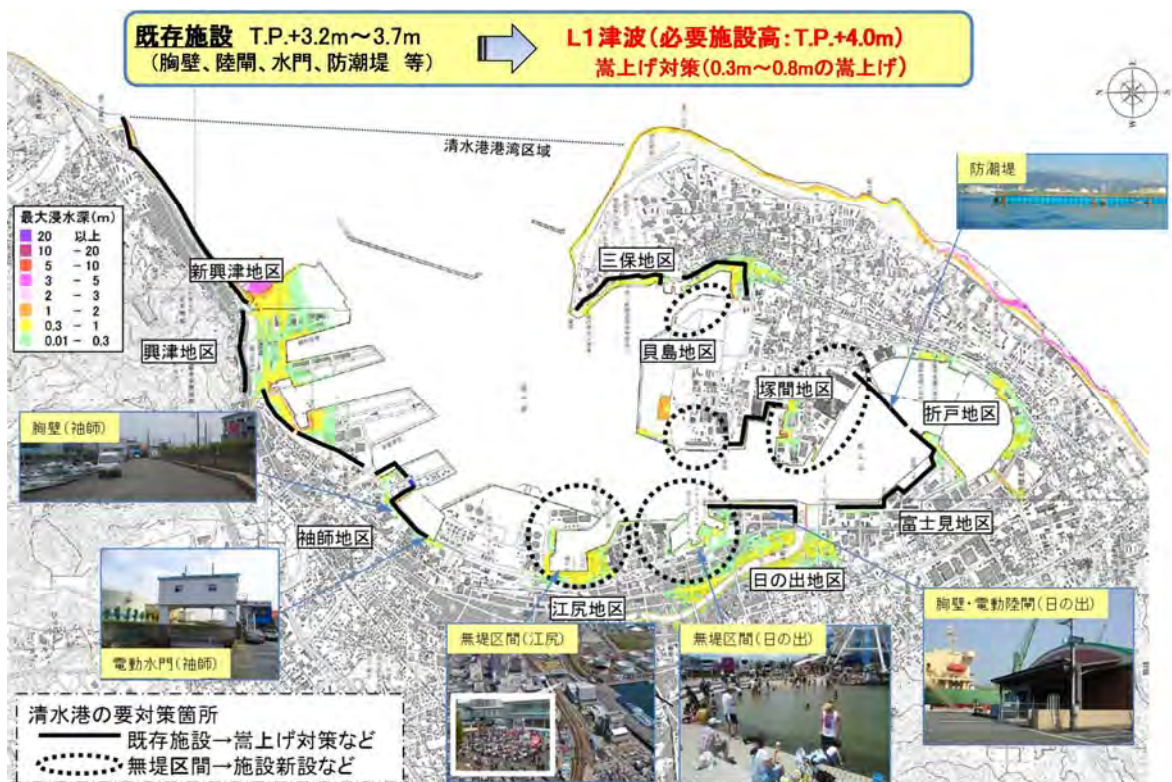 既存施設 T.P.+3.2m～3.7m
(胸壁、陸閘、水門、防潮堤 等)
L1津波(必要施設高：T.P.+4.0m)
嵩上げ対策(0.3m～0.8mの嵩上げ)
清水港港湾区域
防潮堤
最大浸水深(m)
20 以上
10 - 20
5 - 10
3 - 5
2 - 3
1 - 2
0.3 - 1
0.01 - 0.3
新興津地区
三保地区
興津地区
貝島地区
塚間地区
折戸地区
胸壁(袖師)
袖師地区
富士見地区
日の出地区
江尻地区
電動水門(袖師)
無堤区間(江尻)
無堤区間(日の出)
胸壁・電動陸閘(日の出)
清水港の要対策箇所
既存施設→嵩上げ対策など
無堤区間→施設新設など